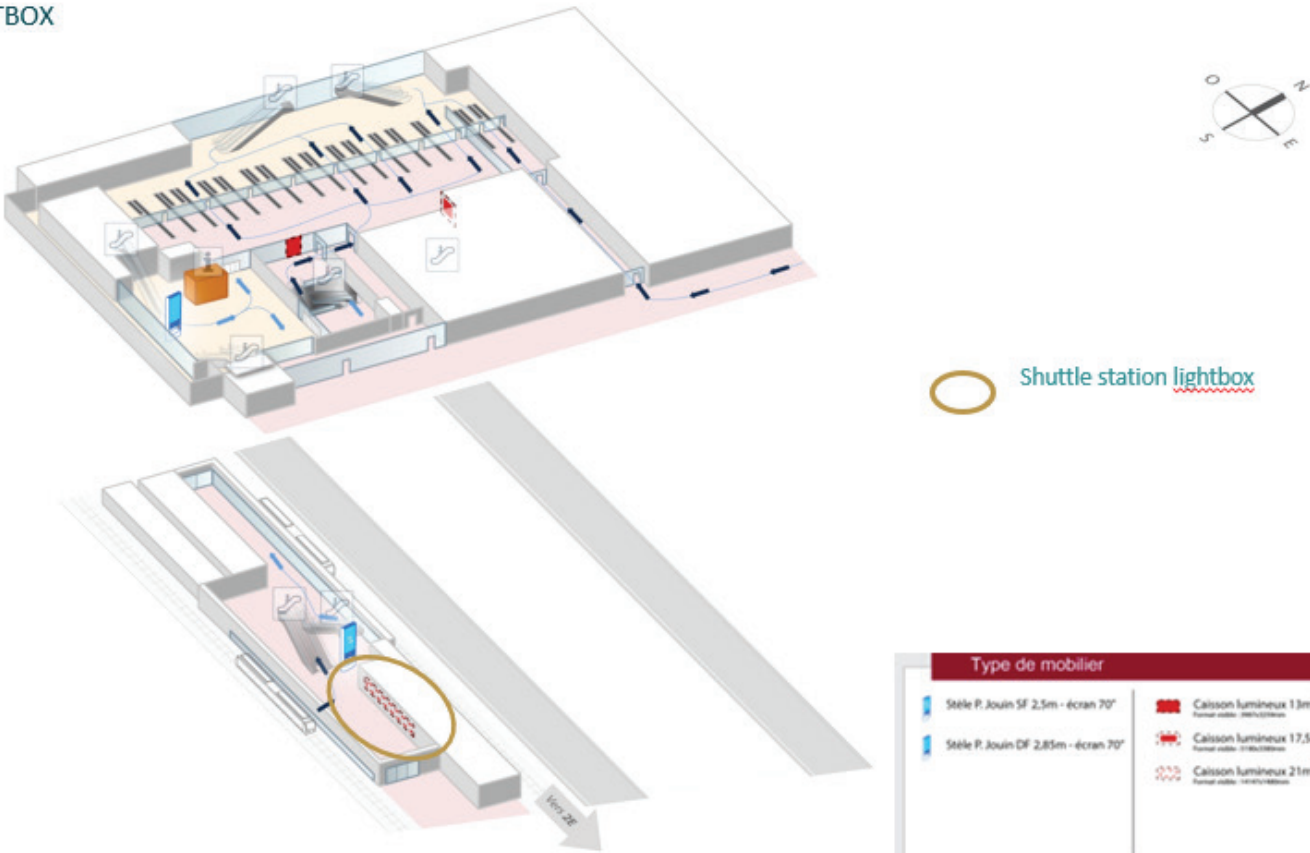 TBOX
O
N
S
E
Shuttle station lightbox
Vers 2E
Type de mobilier
Stèle P. Jouin SF 2,5m - écran 70"
Stèle P. Jouin DF 2,85m - écran 70"
Caisson lumineux 13m
Caisson lumineux 17,5
Caisson lumineux 21m